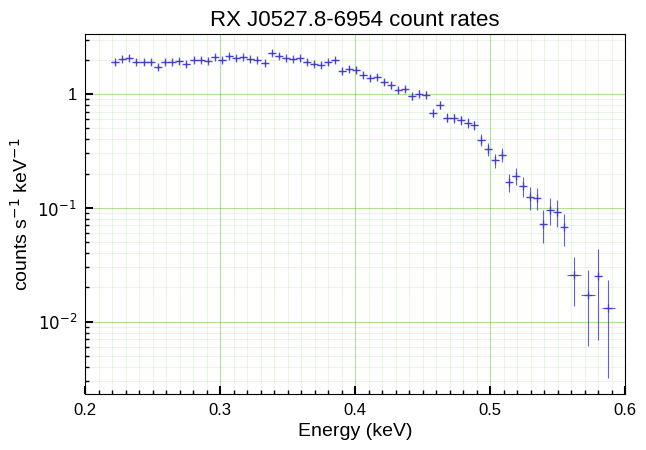 RX J0527.8-6954 count rates
counts s⁻¹ keV⁻¹
1
10⁻¹
10⁻²
0.2 0.3 0.4 0.5 0.6
Energy (keV)